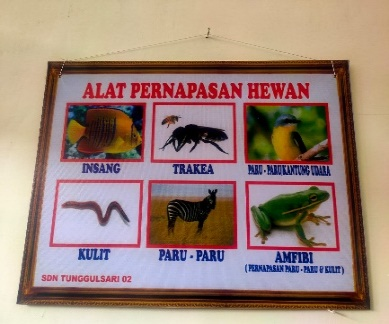 ALAT PERNAPASAN HEWAN
INSANG
TRAKEA
PARU - PARU KANTUNG UDARA
KULIT
PARU - PARU
AMFIBI
( PERNAPASAN PARU - PARU & KULIT )
SDN TUNGGULSARI 02